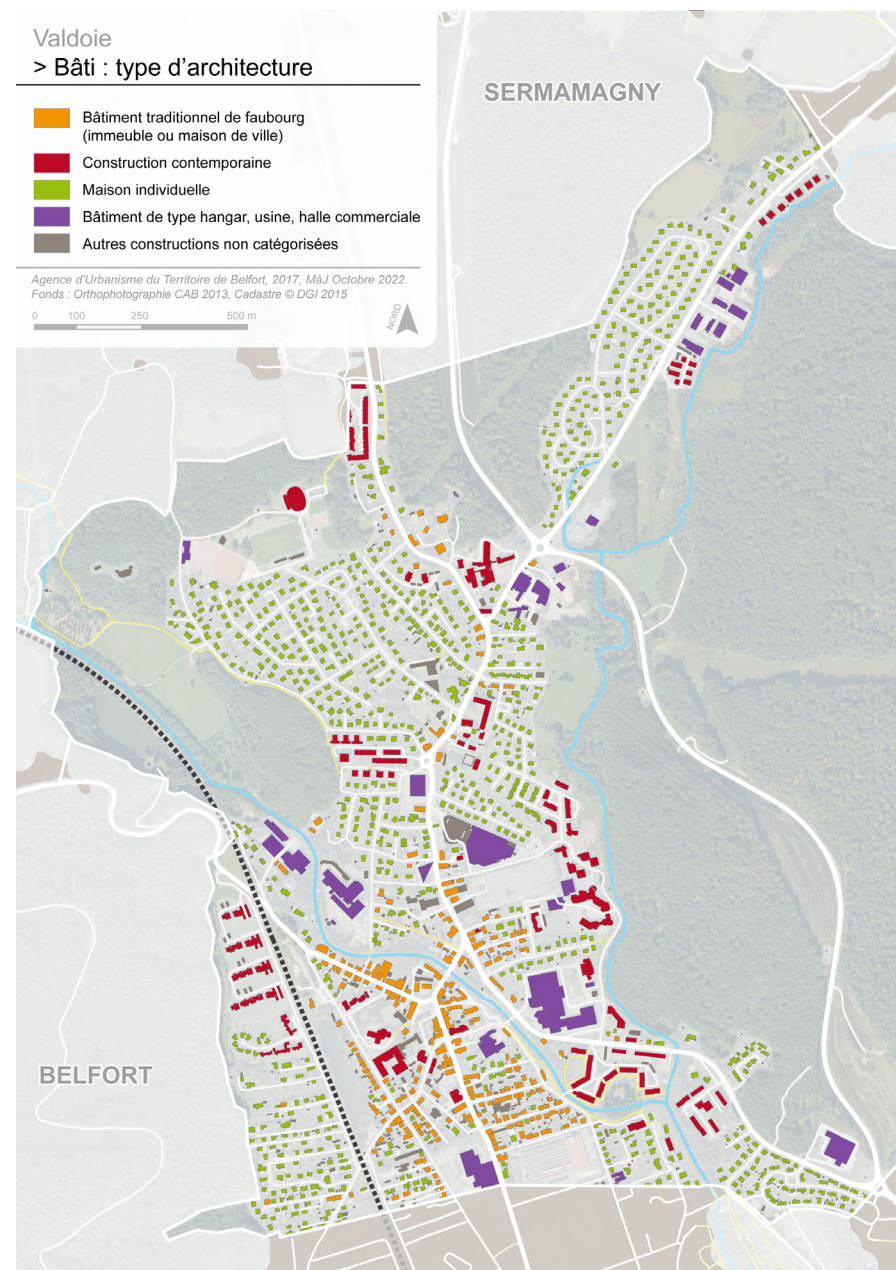 Valdoie
> Bâti : type d'architecture
Bâtiment traditionnel de faubourg
(immeuble ou maison de ville)
Construction contemporaine
Maison individuelle
Bâtiment de type hangar, usine, halle commerciale
Autres constructions non catégorisées
Agence d'Urbanisme du Territoire de Belfort, 2017, MàJ Octobre 2022.
Fonds : Orthophotographie CAB 2013, Cadastre © DGI 2015
0 100 250 500 m
NORD
SERMAMAGNY
BELFORT